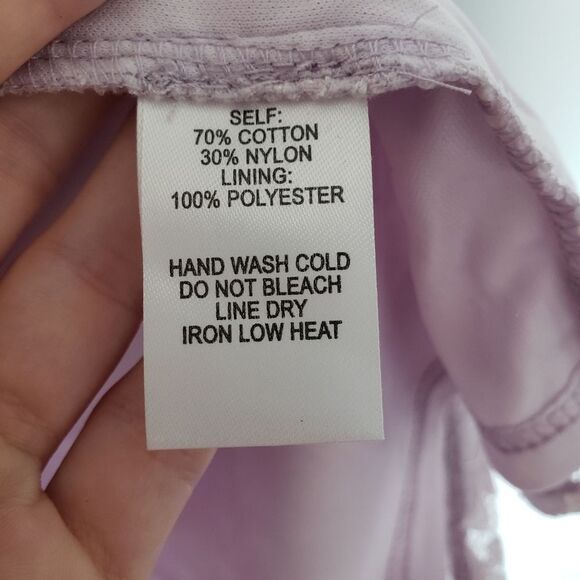 SELF:
70% COTTON
30% NYLON
LINING:
100% POLYESTER
HAND WASH COLD
DO NOT BLEACH
LINE DRY
IRON LOW HEAT